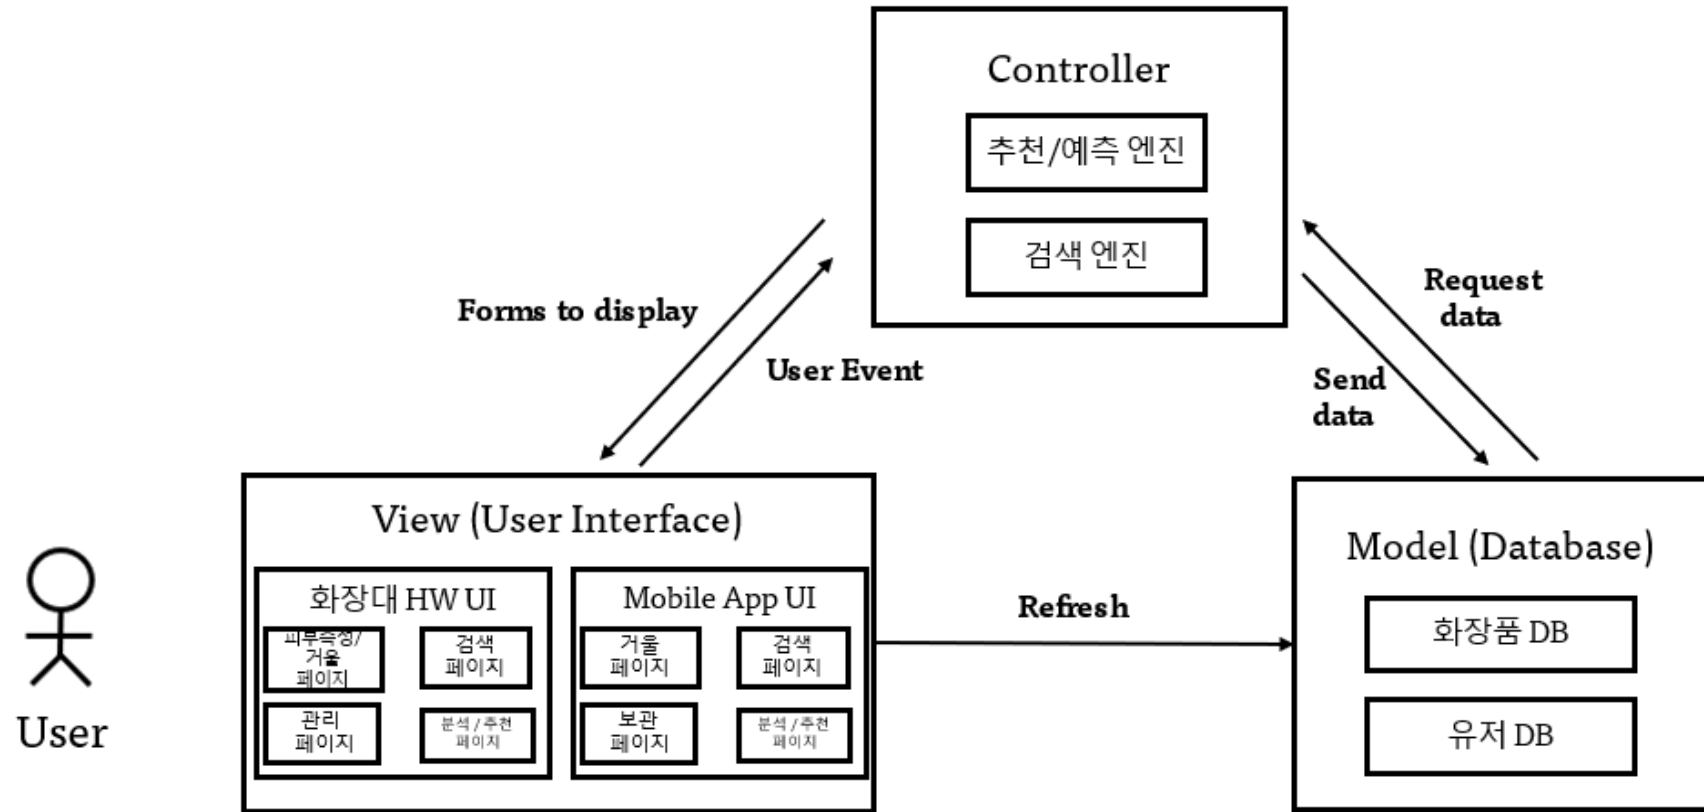 Controller
추천/예측 엔진
검색 엔진
Forms to display
User Event
Request
data
Send
data
View (User Interface)
화장대 HW UI
피부측정/
거울
페이지
검색
페이지
관리
페이지
분석 / 추천
페이지
Mobile App UI
거울
페이지
검색
페이지
보관
페이지
분석 / 추천
페이지
Refresh
Model (Database)
화장품 DB
유저 DB
User